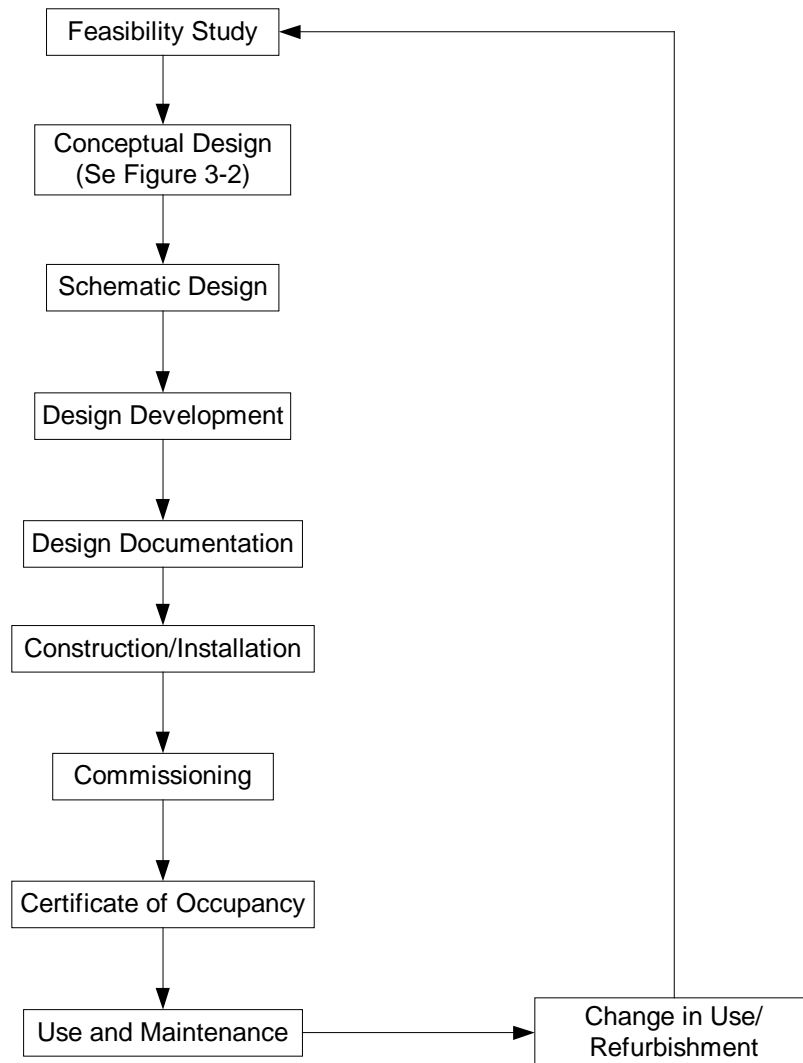 Feasibility Study
Conceptual Design
(Se Figure 3-2)
Schematic Design
Design Development
Design Documentation
Construction/Installation
Commissioning
Certificate of Occupancy
Use and Maintenance
Change in Use/
Refurbishment